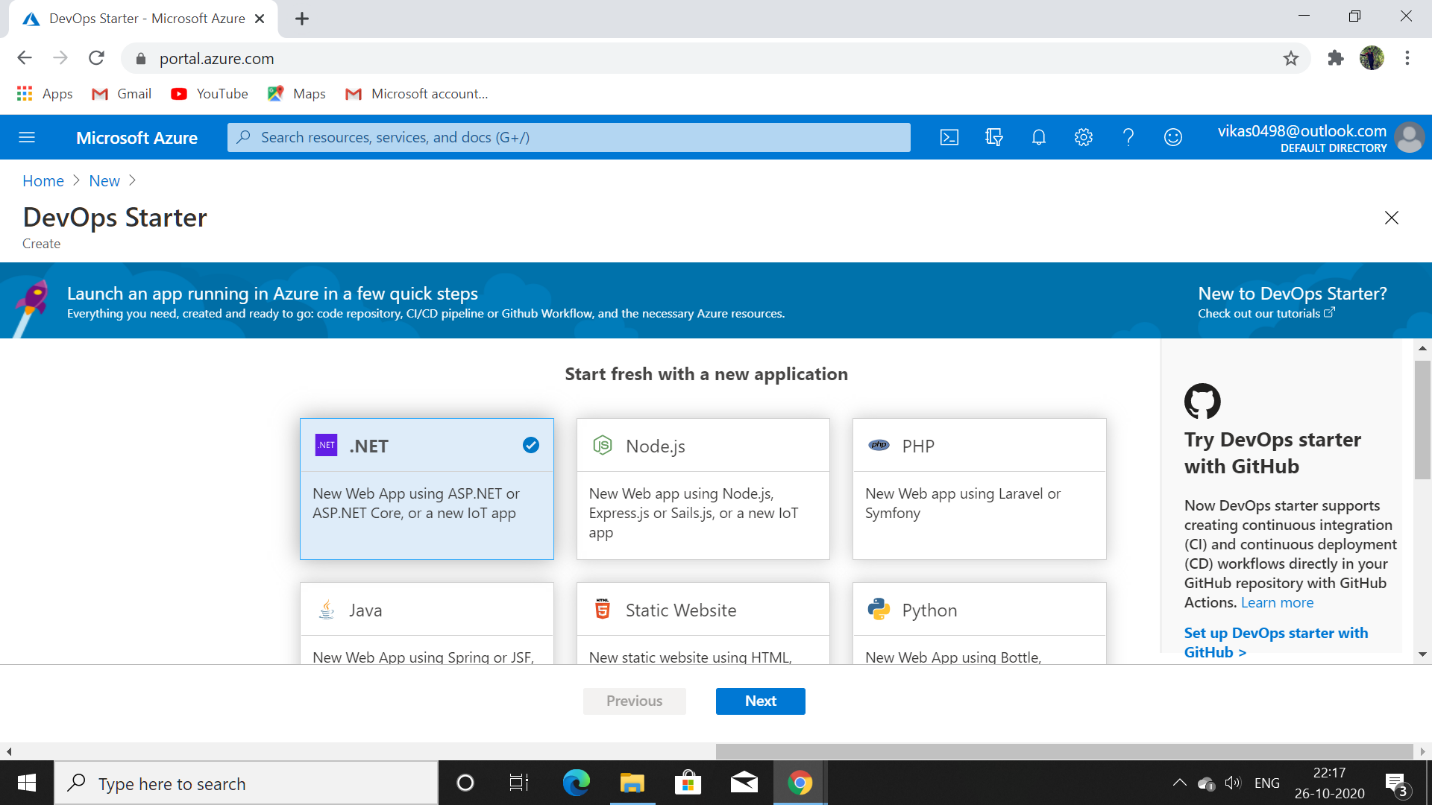 DevOps Starter - Microsoft Azure
portal.azure.com
Apps Gmail YouTube Maps Microsoft account...
Microsoft Azure
Search resources, services, and docs (G+/)
vikas0498@outlook.com
DEFAULT DIRECTORY
Home > New >
DevOps Starter
Create
Launch an app running in Azure in a few quick steps
Everything you need, created and ready to go: code repository, CI/CD pipeline or Github Workflow, and the necessary Azure resources.
New to DevOps Starter?
Check out our tutorials
Start fresh with a new application
.NET
.NET
New Web App using ASP.NET or
ASP.NET Core, or a new IoT app
JS
Node.js
New Web app using Node.js,
Express.js or Sails.js, or a new IoT
app
php
PHP
New Web app using Laravel or
Symfony
Java
New Web App using Spring or JSF,
HTML
5
Static Website
New static website using HTML,
Python
New Web App using Bottle,
Try DevOps starter
with GitHub
Now DevOps starter supports
creating continuous integration
(CI) and continuous deployment
(CD) workflows directly in your
GitHub repository with GitHub
Actions. Learn more
Set up DevOps starter with
GitHub >
Previous
Next
Type here to search
ENG
22:17
26-10-2020
3